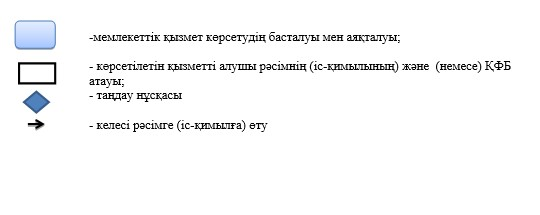 -мемлекеттік қызмет көрсетудің басталуы мен аяқталуы;
- көрсетілетін қызметті алушы рәсімнің (іс-қимылының) және (немесе) ҚФБ
атауы;
- таңдау нұсқасы
- келесі рәсімге (іс-қимылға) өту